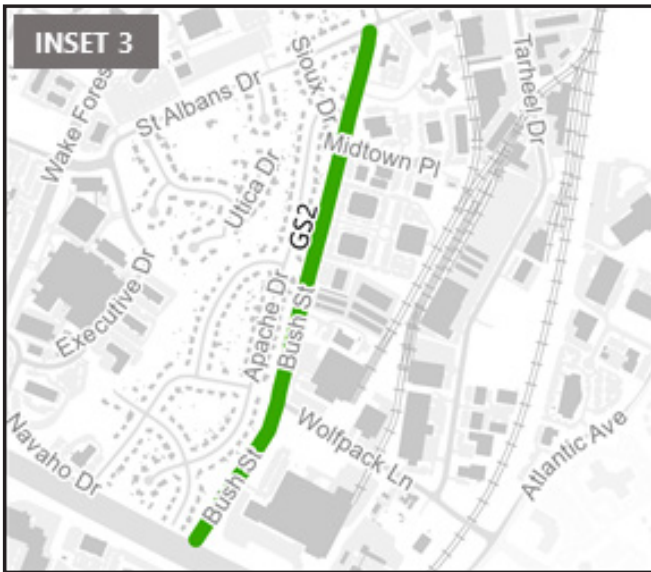 INSET 3
Wake Fores
St Albans Dr
Sioux Dr
Tarheel Dr
Midtown Pl
Utica Dr
GS2
Executive Dr
Apache Dr
Bush St
Navaho Dr
Bush St
Wolfpack Ln
Atlantic Ave